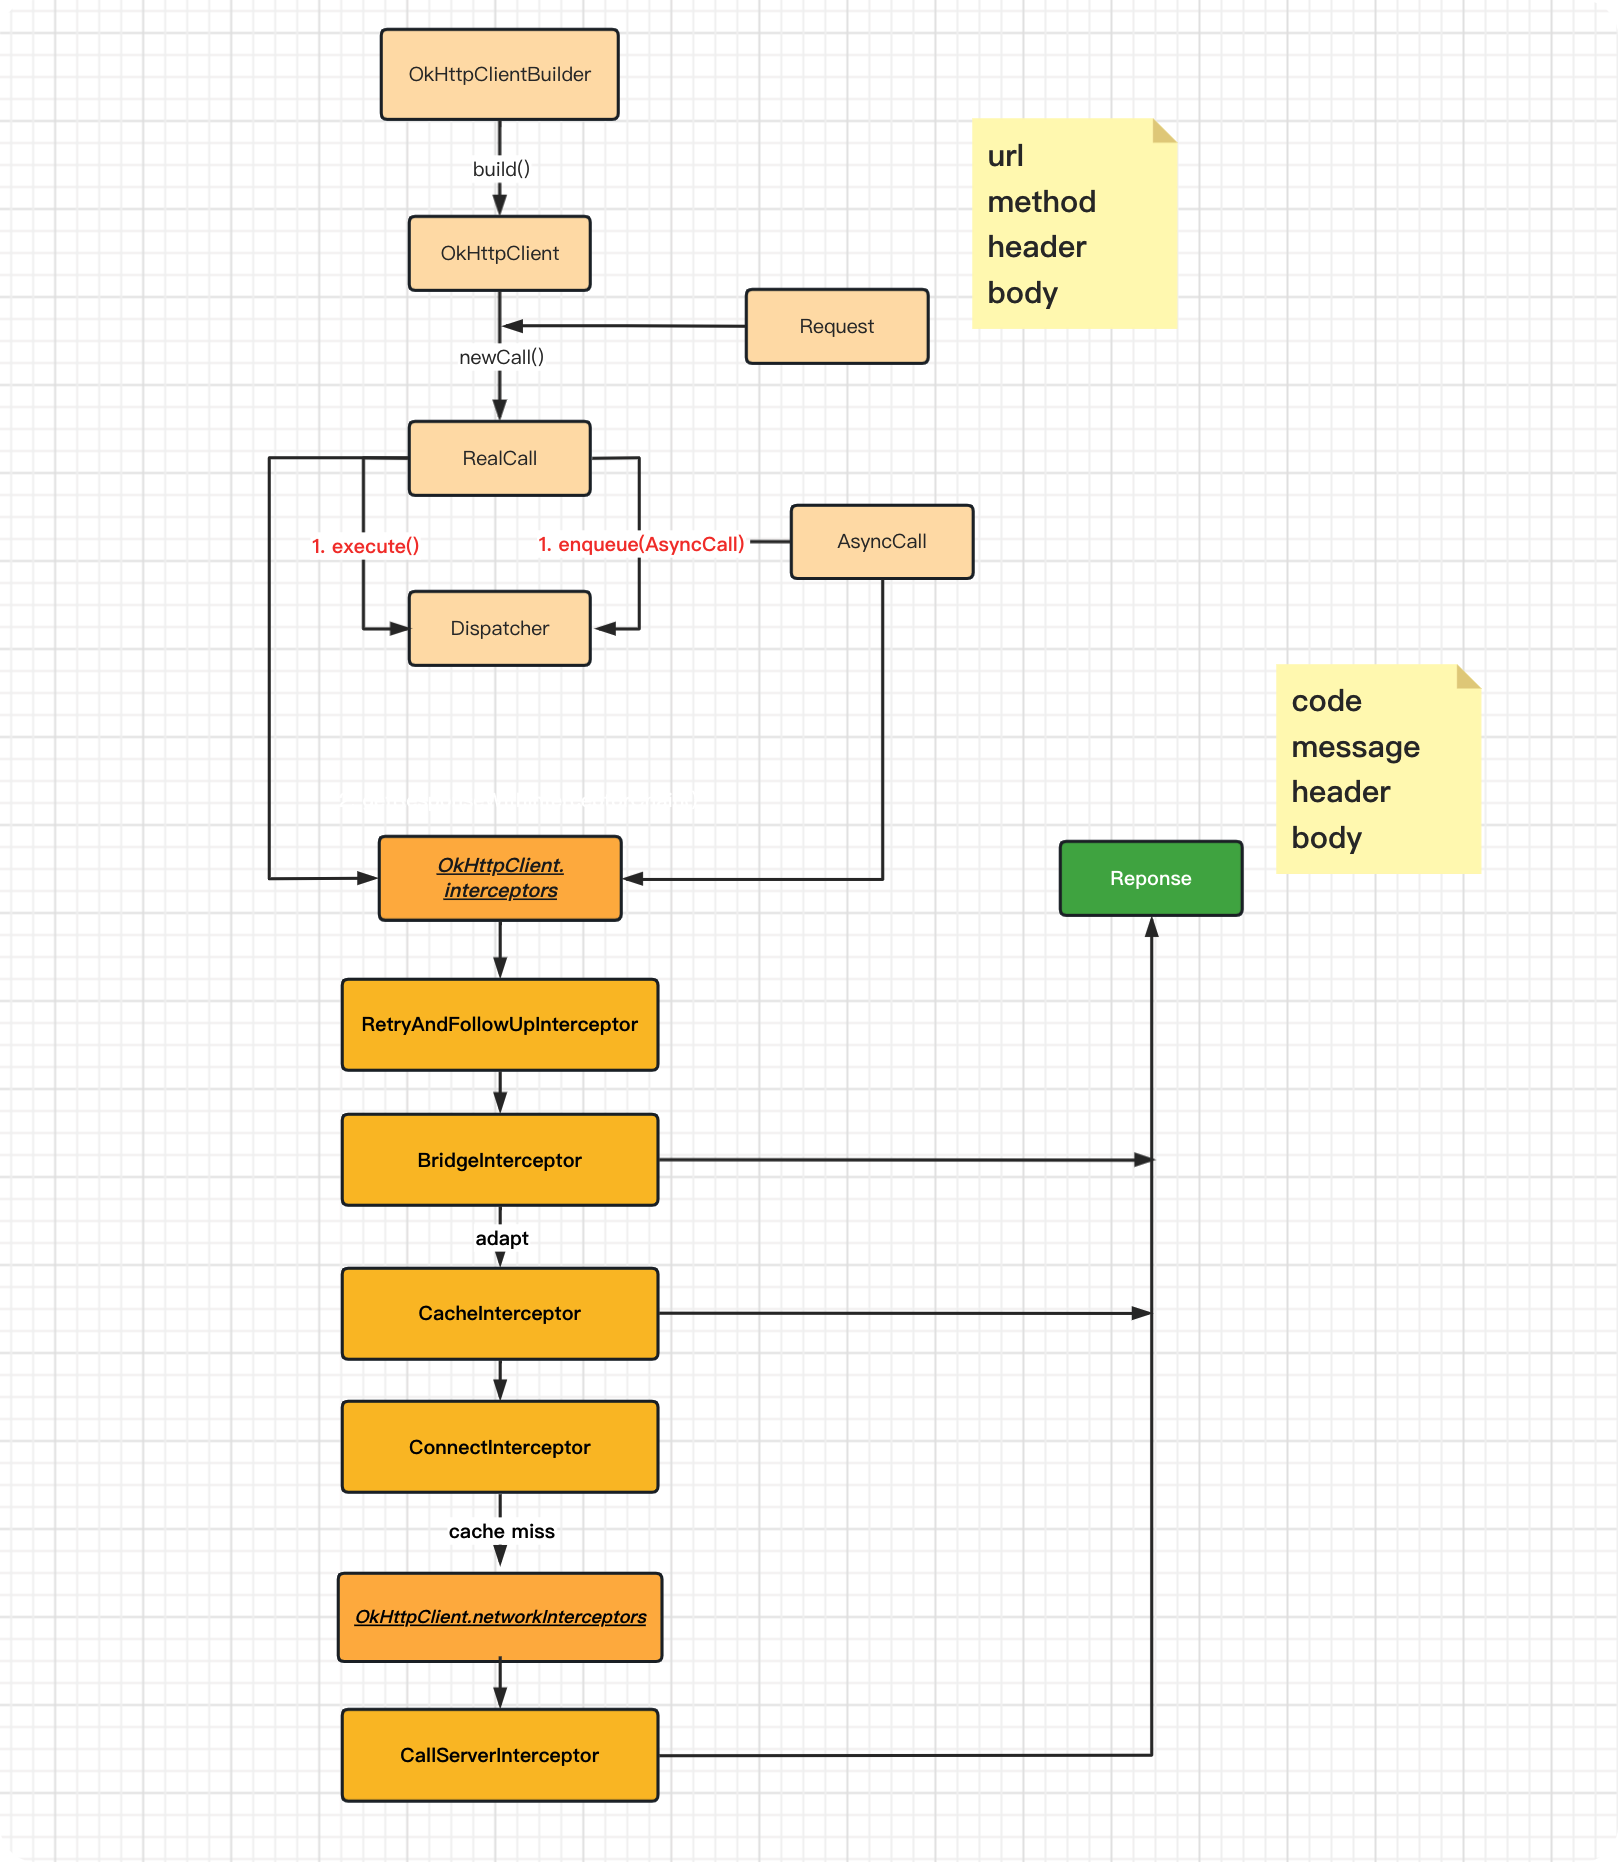 OkHttpClientBuilder
build()
url
method
header
body
OkHttpClient
Request
newCall()
RealCall
1. execute()
1. enqueue(AsyncCall)
AsyncCall
Dispatcher
code
message
header
body
OkHttpClient.
interceptors
Reponse
RetryAndFollowUpInterceptor
BridgeInterceptor
adapt
CacheInterceptor
ConnectInterceptor
cache miss
OkHttpClient.networkInterceptors
CallServerInterceptor